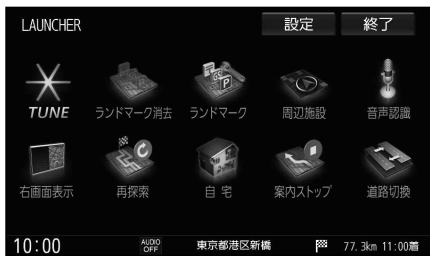 LAUNCHER 設定 終了
TUNE ランドマーク消去 ランドマーク 周辺施設 音声認識
右画面表示 再探索 自宅 案内ストップ 道路切換
10:00 AUDIO OFF 東京都港区新橋 77.3km 11:00着